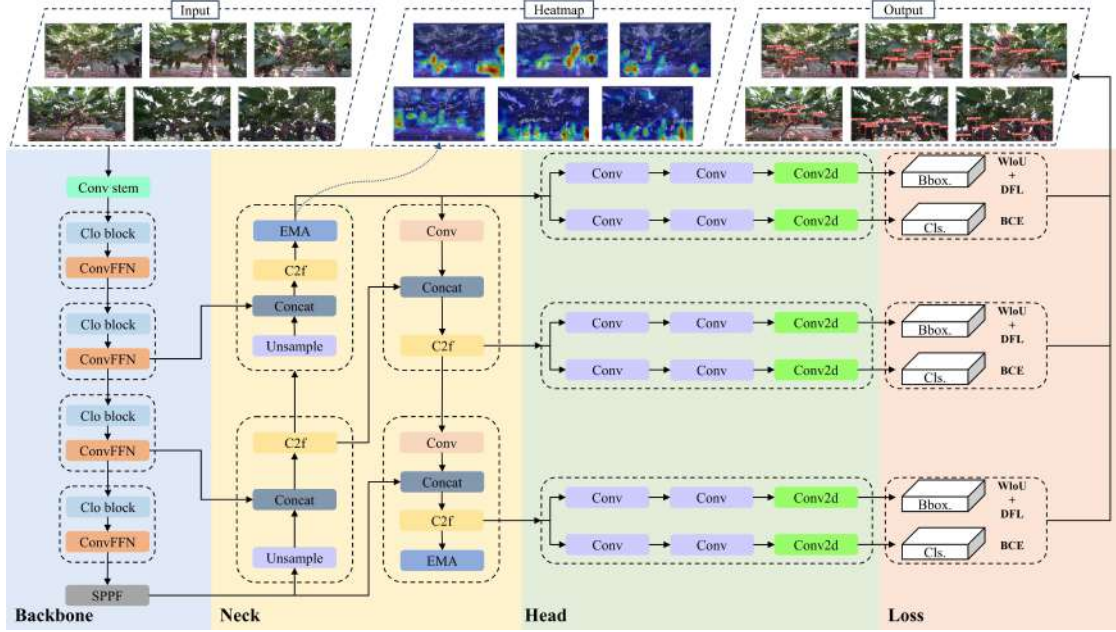 Input
Heatmap
Output
Conv stem
Clo block
ConvFFN
Clo block
ConvFFN
Clo block
ConvFFN
Clo block
ConvFFN
SPPF
Backbone
EMA
C2f
Concat
Unsample
C2f
Concat
Unsample
Conv
Concat
C2f
Conv
Concat
C2f
EMA
Neck
Conv
Conv
Conv2d
Conv
Conv
Conv2d
Conv
Conv
Conv2d
Conv
Conv
Conv2d
Conv
Conv
Conv2d
Conv
Conv
Conv2d
Head
Bbox.
WIoU
+
DFL
Cls.
BCE
Bbox.
WIoU
+
DFL
Cls.
BCE
Bbox.
WIoU
+
DFL
Cls.
BCE
Loss